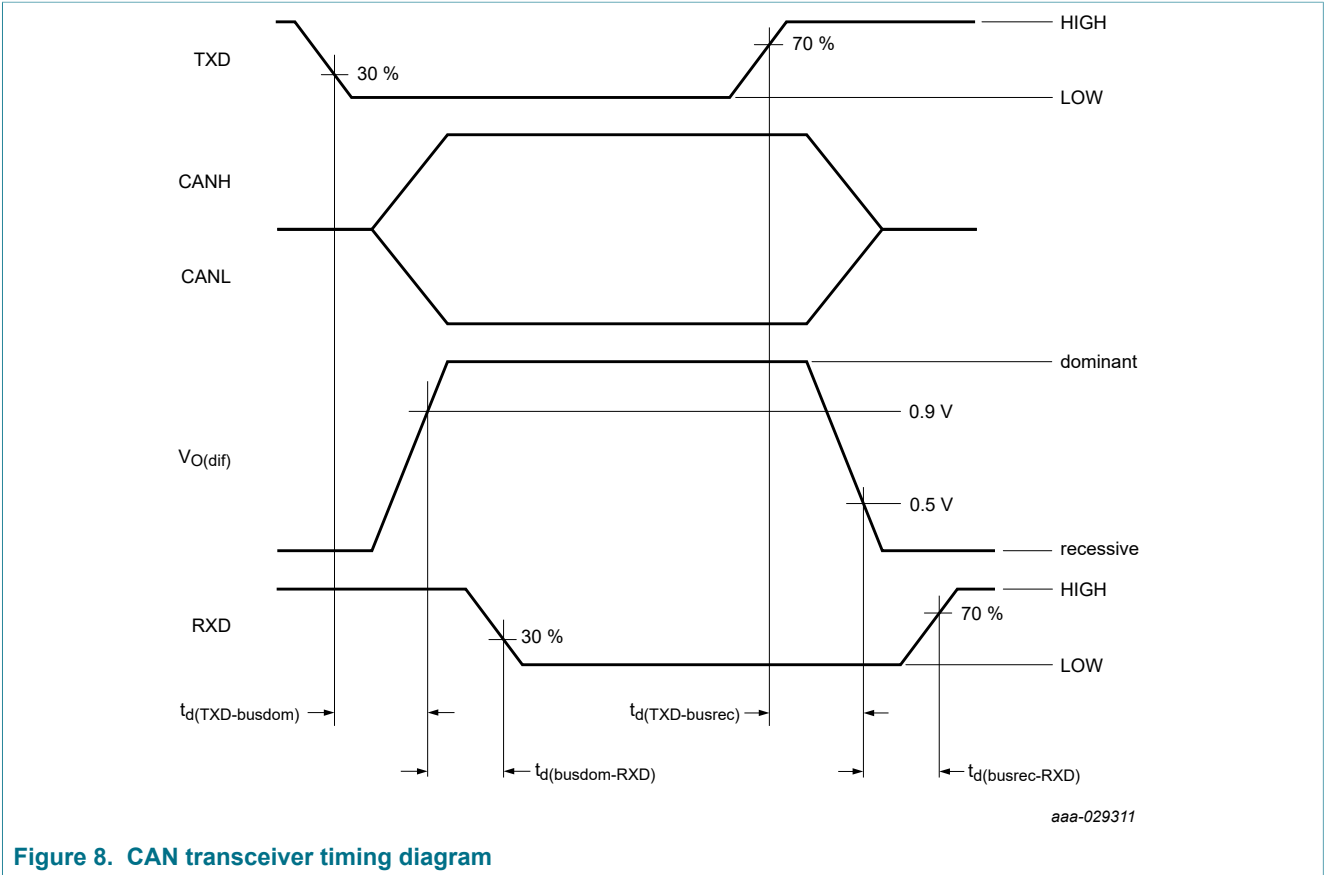 HIGH
TXD
70 %
30 %
LOW
CANH
CANL
dominant
0.9 V
VO(dif)
0.5 V
recessive
HIGH
RXD
70 %
30 %
LOW
td(TXD-busdom)
td(TXD-busrec)
td(busdom-RXD)
td(busrec-RXD)
aaa-029311
Figure 8. CAN transceiver timing diagram